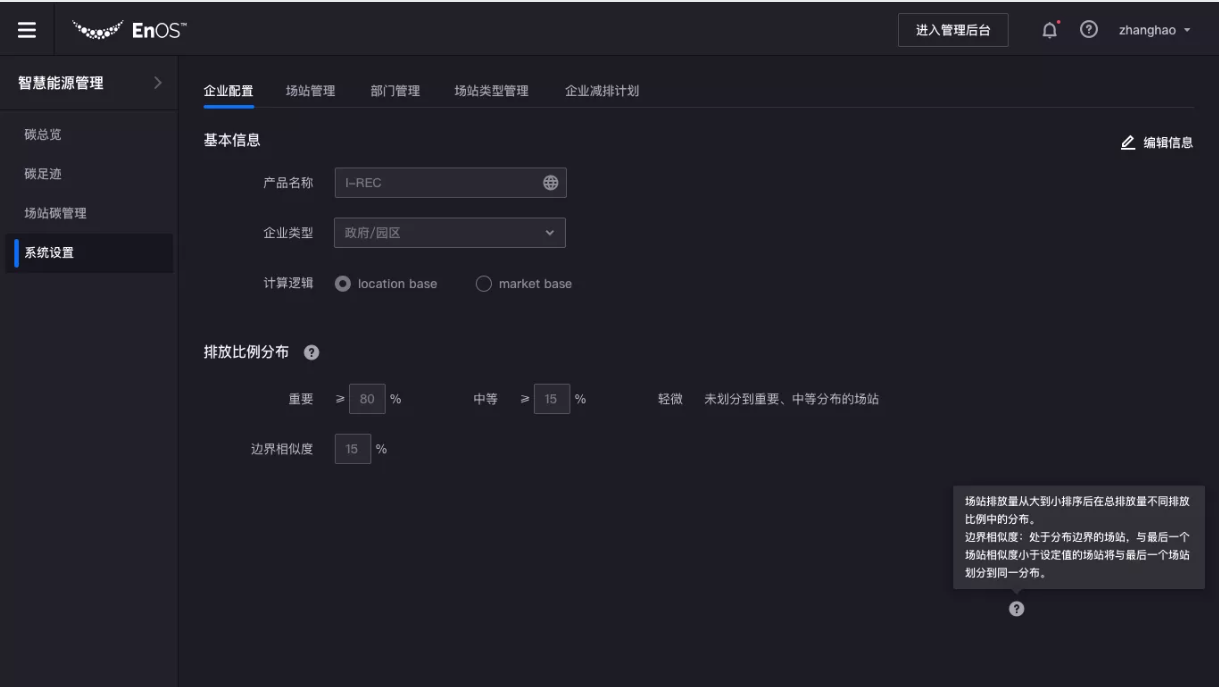 EnOS™
进入管理后台
zhanghao
智慧能源管理
碳总览
碳足迹
场站碳管理
系统设置
企业配置 场站管理 部门管理 场站类型管理 企业减排计划
基本信息
编辑信息
产品名称 I-REC
企业类型 政府/园区
计算逻辑 location base market base
排放比例分布 ?
重要 ≥ 80 % 中等 ≥ 15 % 轻微 未划分到重要、中等分布的场站
边界相似度 15 %
场站排放量从大到小排序后在总排放量不同排放
比例中的分布。
边界相似度：处于分布边界的场站，与最后一个
场站相似度小于设定值的场站将与最后一个场站
划分到同一分布。
?